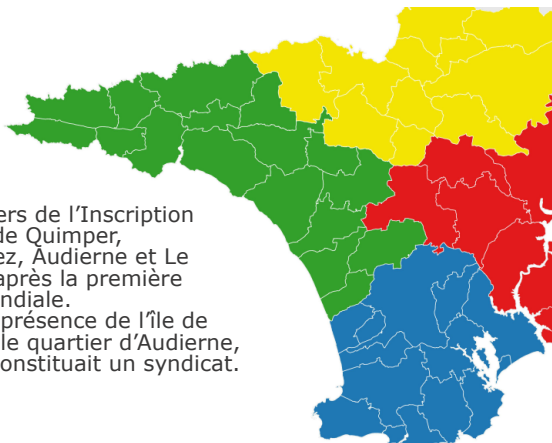 ers de l’Inscription
de Quimper,
ez, Audierne et Le
après la première
ndiale.
présence de l’île de
le quartier d’Audierne,
constituait un syndicat.